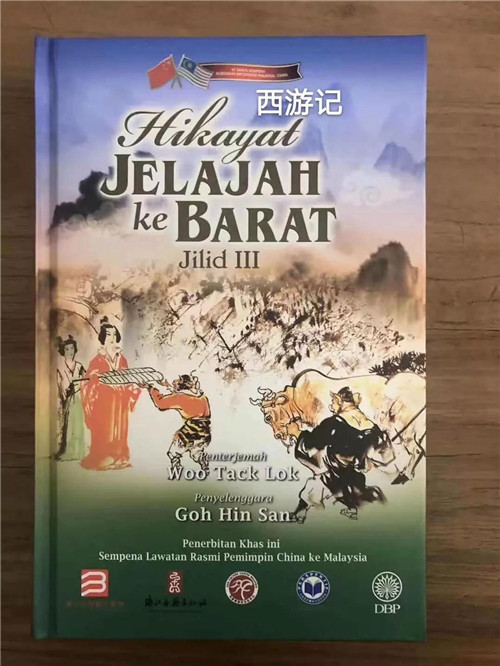 西游记
Hikayat
JELAJAH
ke BARAT
Jilid III
Penterjemah
Woo Tack Lok
Penyelenggara
Goh Hin San
Penerbitan Khas ini
Sempena Lawatan Rasmi Pemimpin China ke Malaysia
DBP